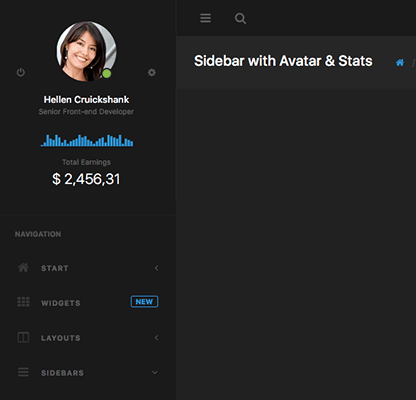 Sidebar with Avatar & Stats
/
Hellen Cruickshank
Senior Front-end Developer
Total Earnings
$ 2,456,31
NAVIGATION
START
WIDGETS NEW
LAYOUTS
SIDEBARS